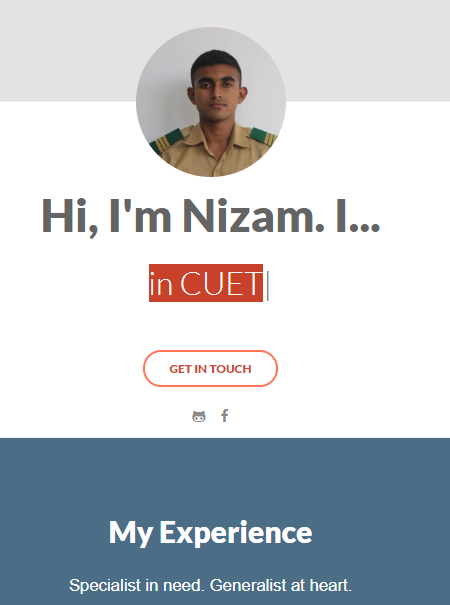 Hi, I'm Nizam. I...
in CUET|
GET IN TOUCH
My Experience
Specialist in need. Generalist at heart.